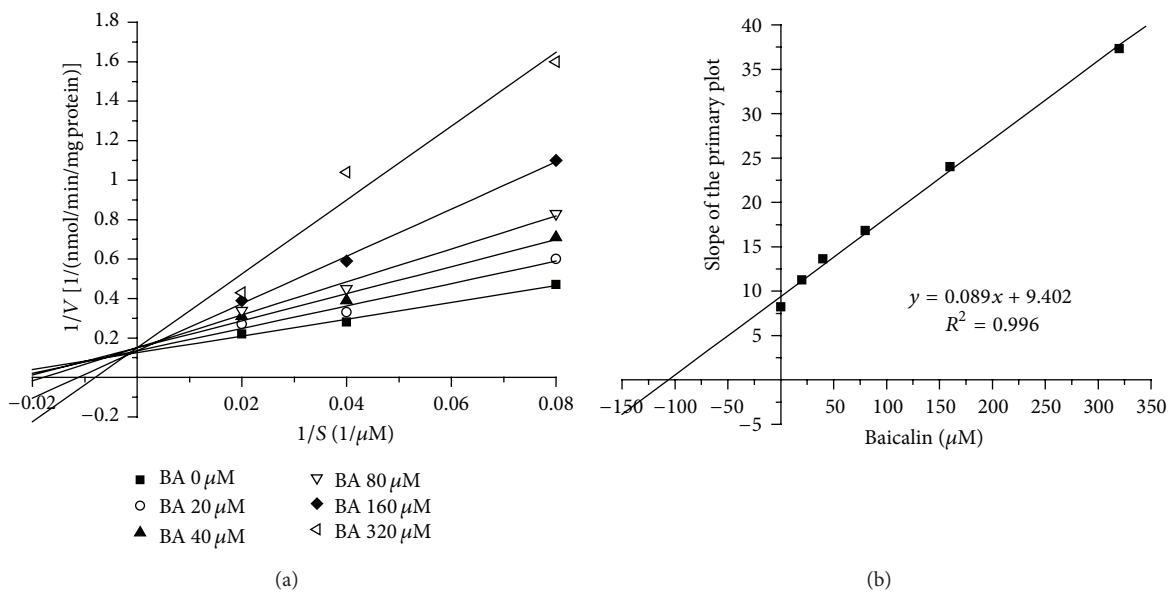 1.8
1.6
1.4
1.2
1
0.8
0.6
0.4
0.2
−0.2
−0.02
0.02
0.04
0.06
0.08
1/V [1/(nmol/min/mg protein)]
1/S (1/μM)
BA 0 μM
BA 20 μM
BA 40 μM
BA 80 μM
BA 160 μM
BA 320 μM
(a)
40
35
30
25
20
15
10
5
−5
−150
−100
−50
50
100
150
200
250
300
350
Slope of the primary plot
Baicalin (μM)
y = 0.089x + 9.402
R² = 0.996
(b)